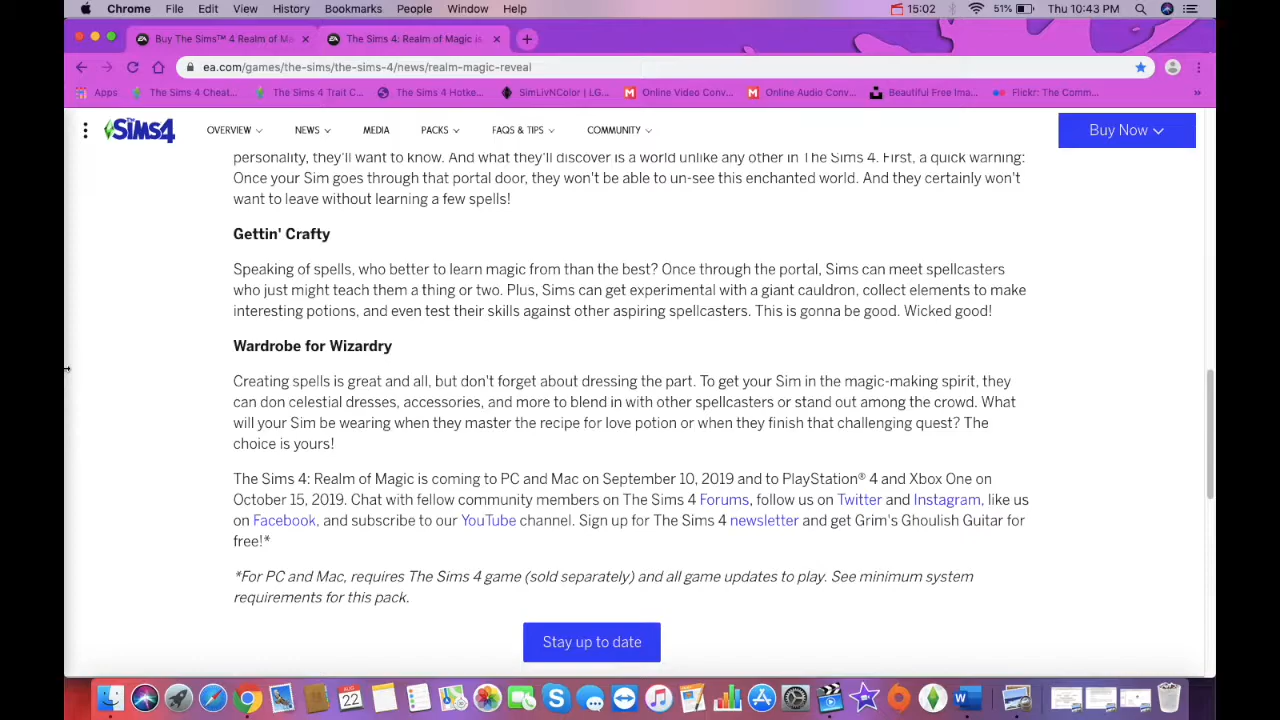 Chrome File Edit View History Bookmarks People Window Help 15:02 51% Thu 10:43 PM
Buy The Sims™ 4 Realm of Ma The Sims 4: Realm of Magic is
ea.com/games/the-sims/the-sims-4/news/realm-magic-reveal
Apps The Sims 4 Cheat... The Sims 4 Trait C... The Sims 4 Hotke... SimLivNColor | LG... Online Video Conv... Online Audio Conv... Beautiful Free Ima... Flickr: The Comm... »
The SiMS4 OVERVIEW NEWS MEDIA PACKS FAQS & TIPS COMMUNITY Buy Now
personality, they'll want to know. And what they'll discover is a world unlike any other in The Sims 4. First, a quick warning:
Once your Sim goes through that portal door, they won't be able to un-see this enchanted world. And they certainly won't
want to leave without learning a few spells!
Gettin' Crafty
Speaking of spells, who better to learn magic from than the best? Once through the portal, Sims can meet spellcasters
who just might teach them a thing or two. Plus, Sims can get experimental with a giant cauldron, collect elements to make
interesting potions, and even test their skills against other aspiring spellcasters. This is gonna be good. Wicked good!
Wardrobe for Wizardry
Creating spells is great and all, but don't forget about dressing the part. To get your Sim in the magic-making spirit, they
can don celestial dresses, accessories, and more to blend in with other spellcasters or stand out among the crowd. What
will your Sim be wearing when they master the recipe for love potion or when they finish that challenging quest? The
choice is yours!
The Sims 4: Realm of Magic is coming to PC and Mac on September 10, 2019 and to PlayStation® 4 and Xbox One on
October 15, 2019. Chat with fellow community members on The Sims 4 Forums, follow us on Twitter and Instagram, like us
on Facebook, and subscribe to our YouTube channel. Sign up for The Sims 4 newsletter and get Grim's Ghoulish Guitar for
free!*
*For PC and Mac, requires The Sims 4 game (sold separately) and all game updates to play. See minimum system
requirements for this pack.
Stay up to date
AUG
22